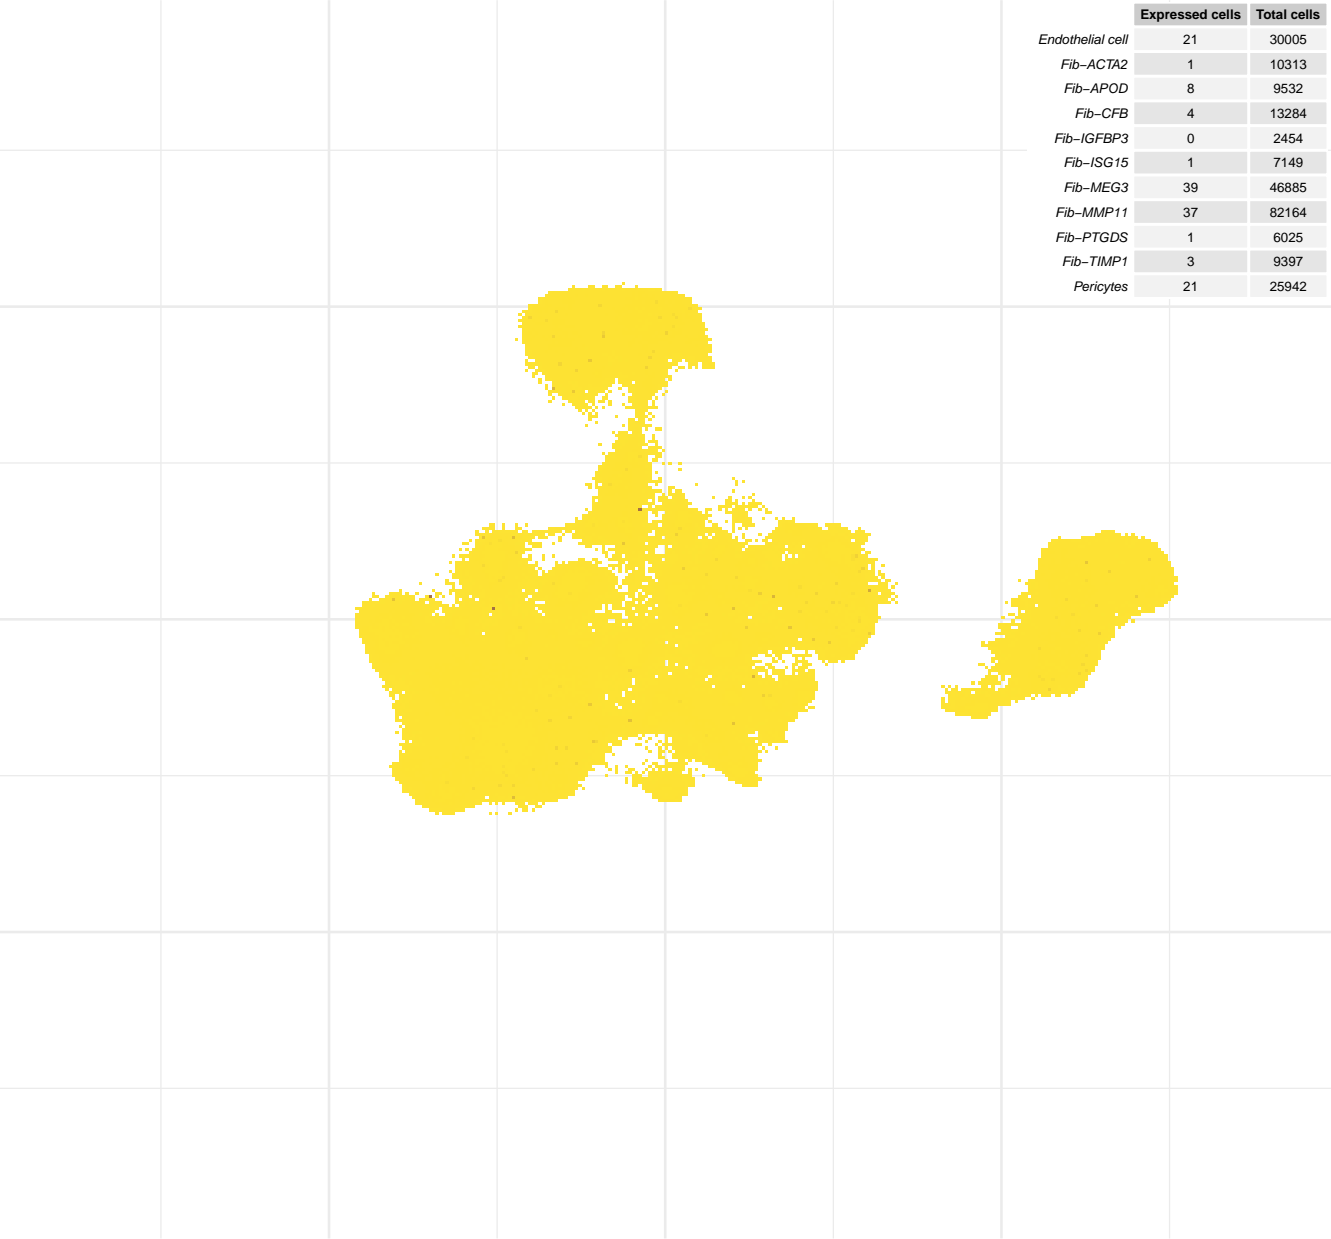 Expressed cells Total cells
Endothelial cell 21 30005
Fib−ACTA2 1 10313
Fib−APOD 8 9532
Fib−CFB 4 13284
Fib−IGFBP3 0 2454
Fib−ISG15 1 7149
Fib−MEG3 39 46885
Fib−MMP11 37 82164
Fib−PTGDS 1 6025
Fib−TIMP1 3 9397
Pericytes 21 25942